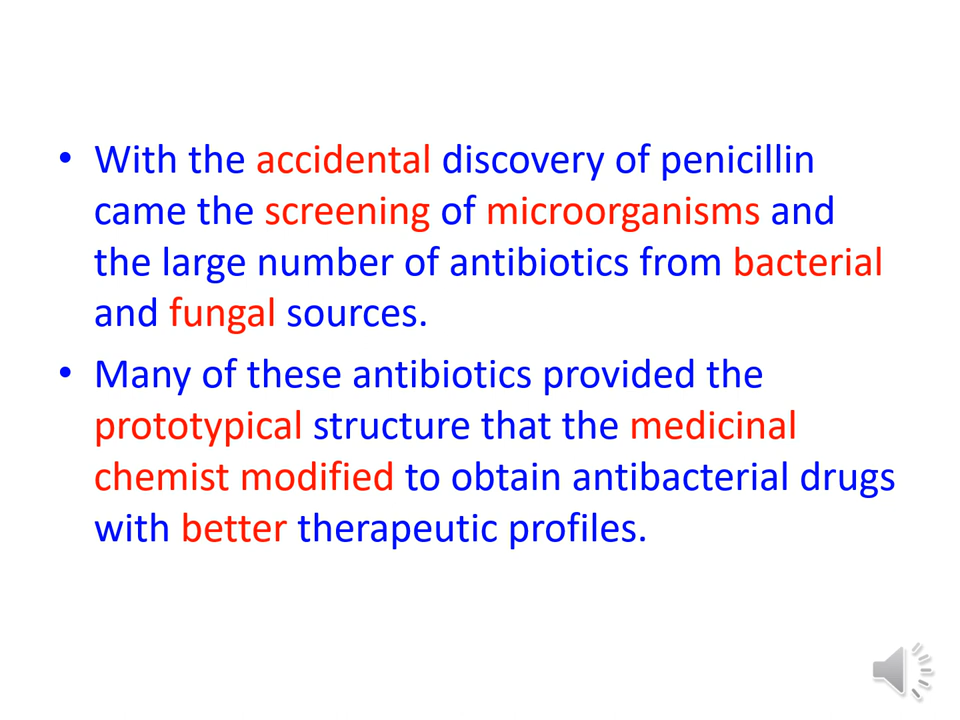 • With the accidental discovery of penicillin
came the screening of microorganisms and
the large number of antibiotics from bacterial
and fungal sources.
• Many of these antibiotics provided the
prototypical structure that the medicinal
chemist modified to obtain antibacterial drugs
with better therapeutic profiles.